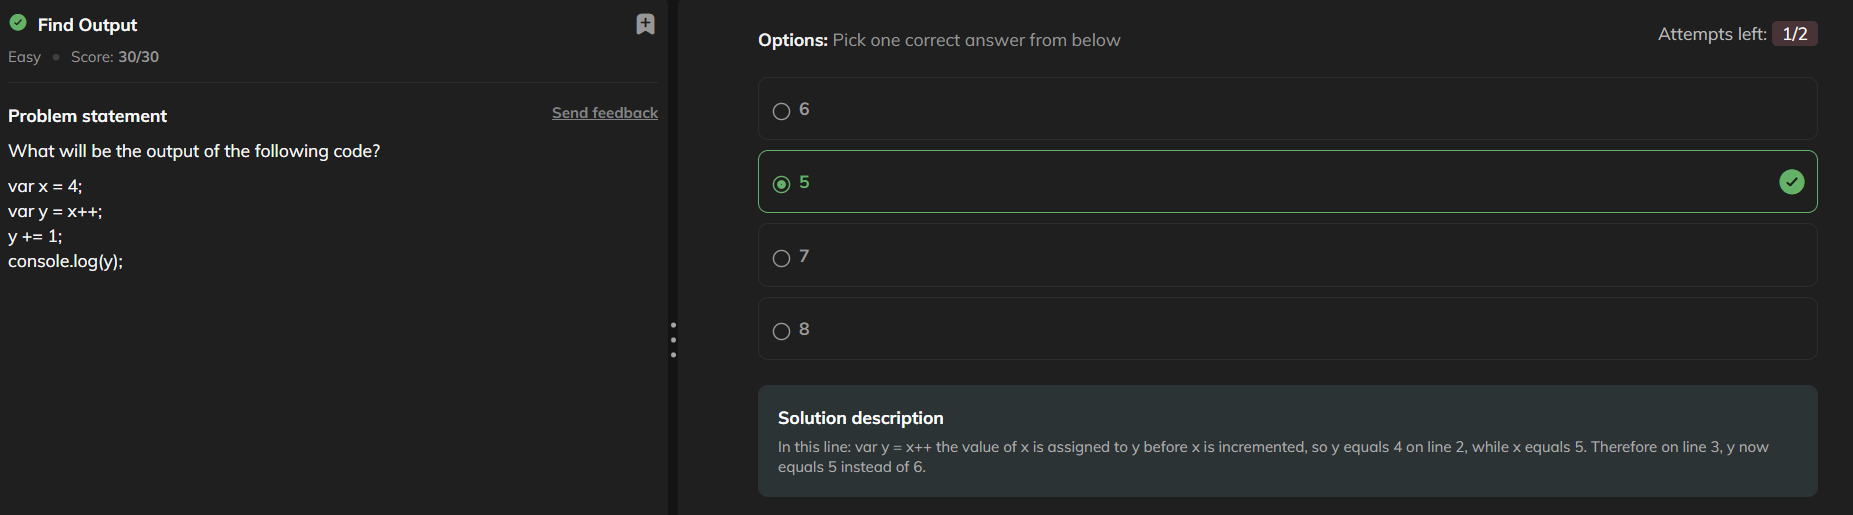 Find Output
Easy • Score: 30/30
Problem statement
Send feedback
What will be the output of the following code?
var x = 4;
var y = x++;
y += 1;
console.log(y);
Options: Pick one correct answer from below
Attempts left: 1/2
6
5
7
8
Solution description
In this line: var y = x++ the value of x is assigned to y before x is incremented, so y equals 4 on line 2, while x equals 5. Therefore on line 3, y now
equals 5 instead of 6.